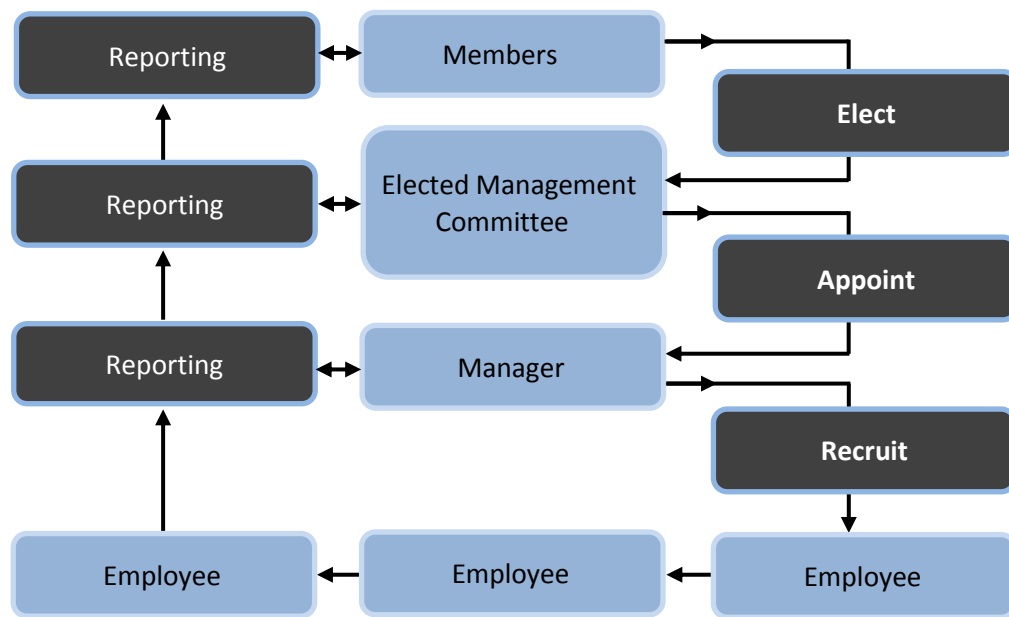 Reporting
Members
Elect
Reporting
Elected Management
Committee
Appoint
Reporting
Manager
Recruit
Employee
Employee
Employee